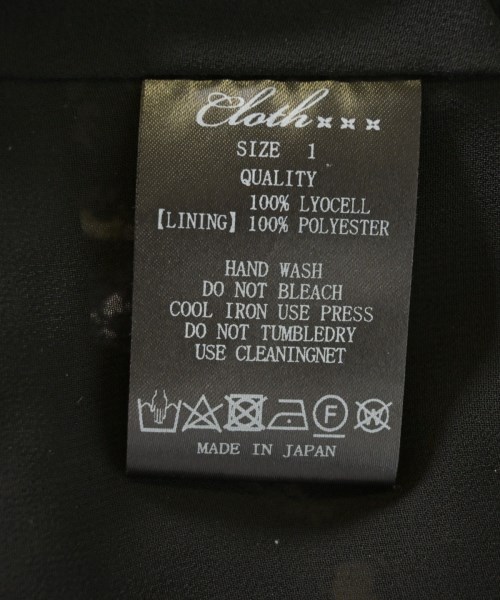 Cloth×××
SIZE 1
QUALITY
100% LYOCELL
【LINING】100% POLYESTER
HAND WASH
DO NOT BLEACH
COOL IRON USE PRESS
DO NOT TUMBLEDRY
USE CLEANINGNET
F W
MADE IN JAPAN